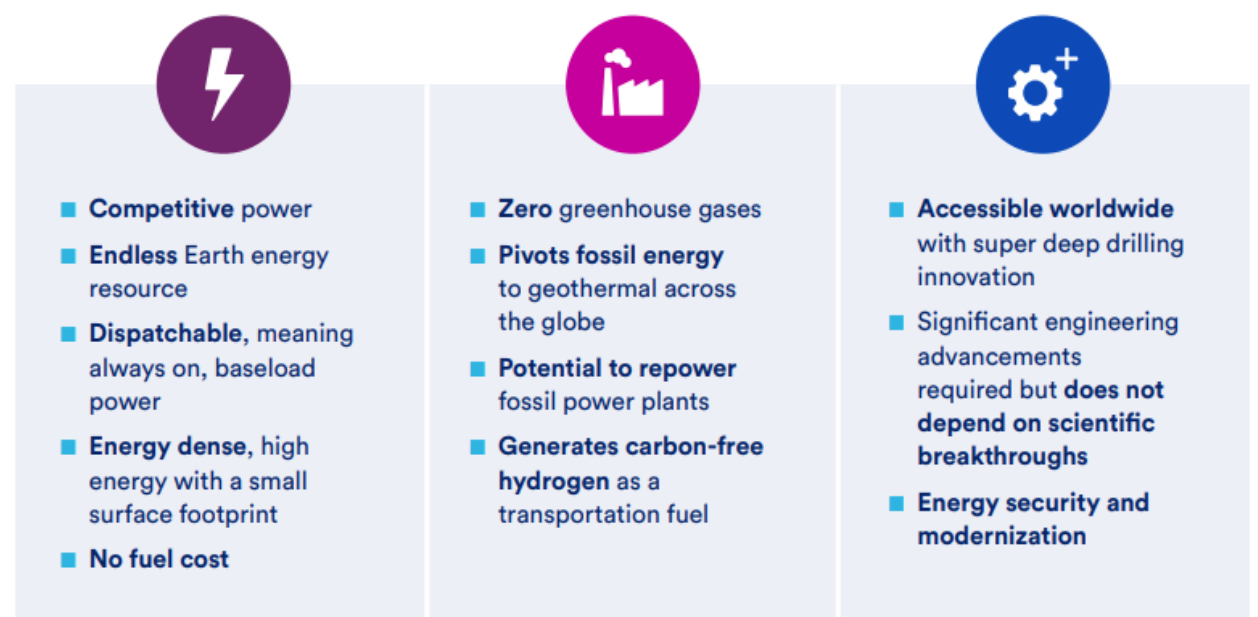 Competitive power
Endless Earth energy
resource
Dispatchable, meaning
always on, baseload
power
Energy dense, high
energy with a small
surface footprint
No fuel cost
Zero greenhouse gases
Pivots fossil energy
to geothermal across
the globe
Potential to repower
fossil power plants
Generates carbon-free
hydrogen as a
transportation fuel
Accessible worldwide
with super deep drilling
innovation
Significant engineering
advancements
required but does not
depend on scientific
breakthroughs
Energy security and
modernization